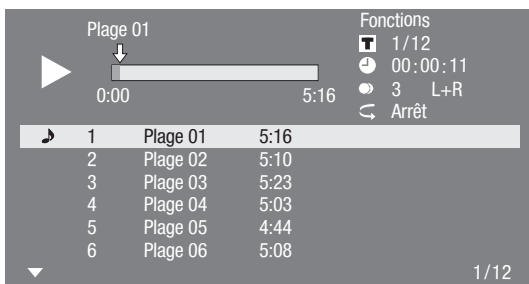 Plage 01
0:00 5:16
Fonctions
T 1/12
00:00:11
3 L+R
Arrêt
1 Plage 01 5:16
2 Plage 02 5:10
3 Plage 03 5:23
4 Plage 04 5:03
5 Plage 05 4:44
6 Plage 06 5:08
1/12